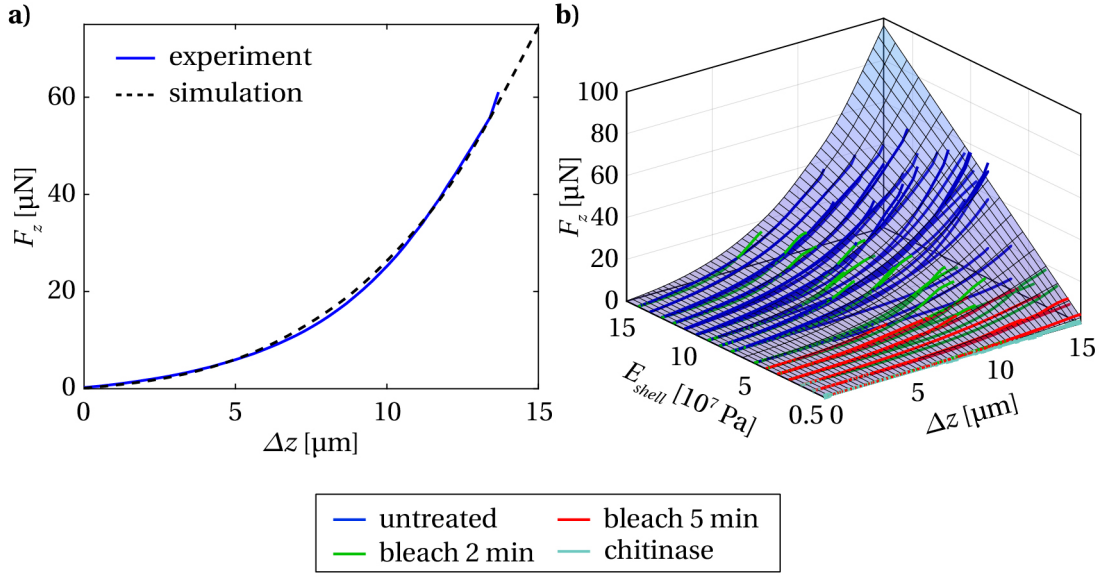 a)
experiment
simulation
60
40
20
0
F_z [µN]
0 5 10 15
Δz [µm]
b)
100
80
60
40
20
0
F_z [µN]
15
10
5
0.5
E_shell [10⁷ Pa]
0
5
10
15
Δz [µm]
untreated
bleach 2 min
bleach 5 min
chitinase